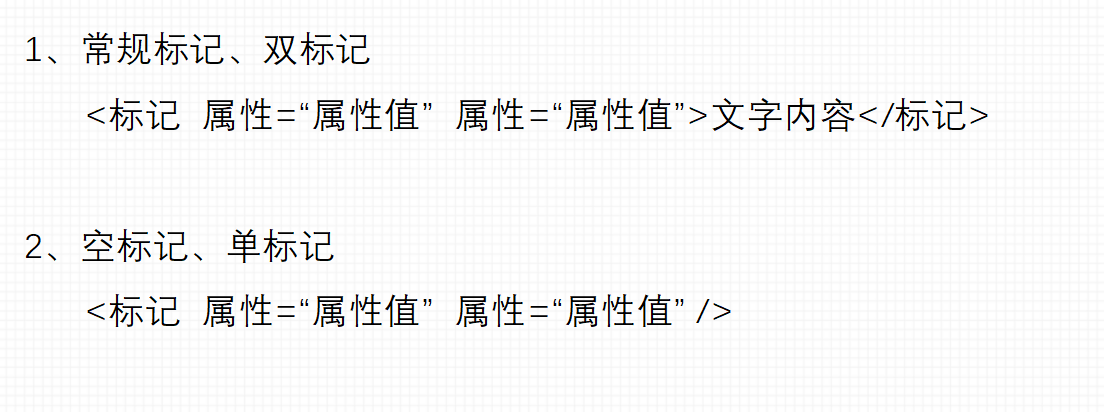 1、常规标记、双标记
<标记 属性=“属性值” 属性=“属性值”>文字内容</标记>
2、空标记、单标记
<标记 属性=“属性值” 属性=“属性值” />